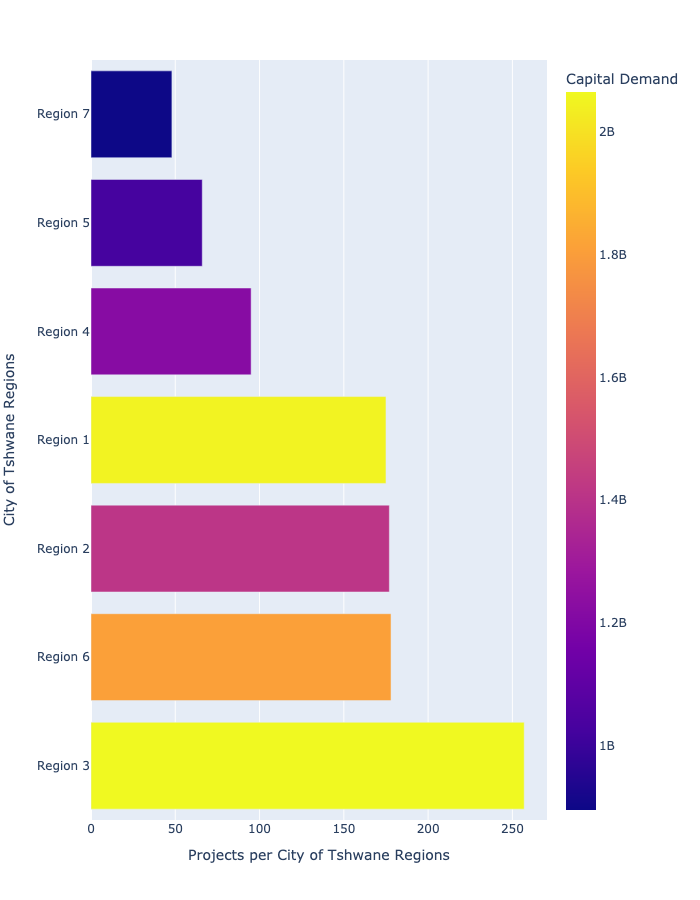 Capital Demand
2B
1.8B
1.6B
1.4B
1.2B
1B
City of Tshwane Regions
Region 7
Region 5
Region 4
Region 1
Region 2
Region 6
Region 3
0 50 100 150 200 250
Projects per City of Tshwane Regions